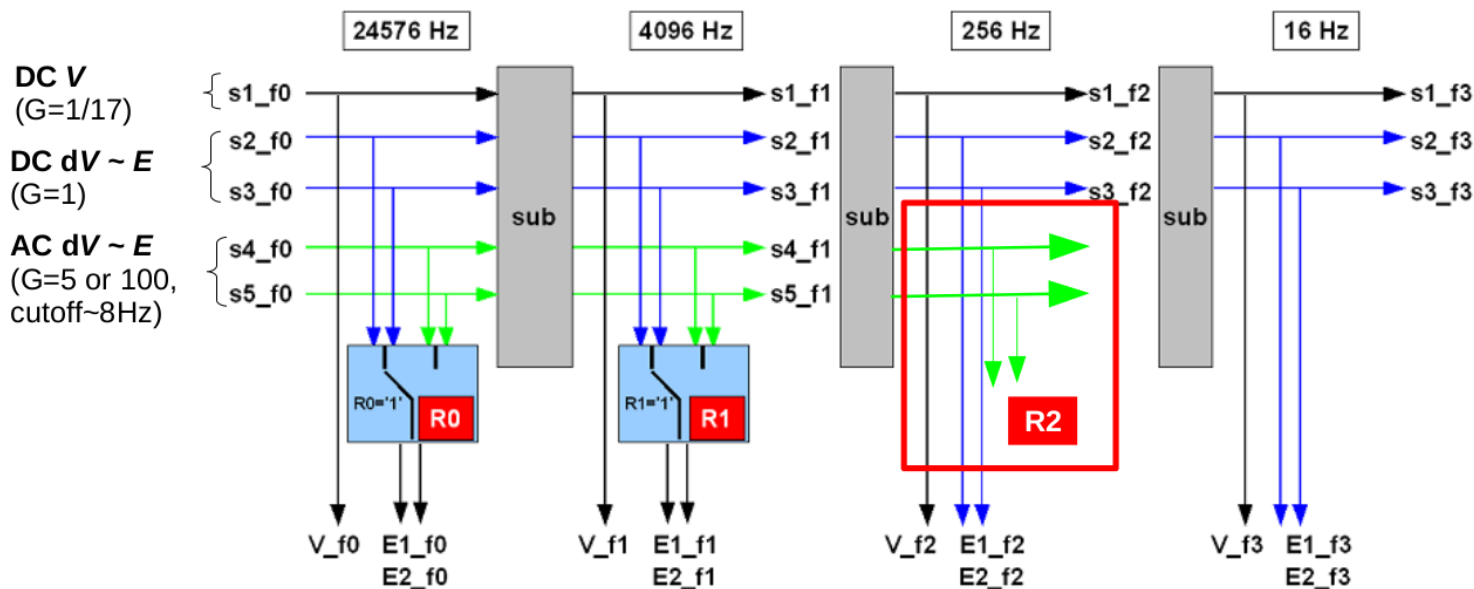 24576 Hz
4096 Hz
256 Hz
16 Hz
DC V
(G=1/17)
DC dV ~ E
(G=1)
AC dV ~ E
(G=5 or 100,
cutoff~8Hz)
s1_f0
s2_f0
s3_f0
s4_f0
s5_f0
sub
R0='1'
R0
V_f0
E1_f0
E2_f0
s1_f1
s2_f1
s3_f1
s4_f1
s5_f1
R1='1'
R1
V_f1
E1_f1
E2_f1
sub
s1_f2
s2_f2
s3_f2
R2
V_f2
E1_f2
E2_f2
sub
s1_f3
s2_f3
s3_f3
V_f3
E1_f3
E2_f3